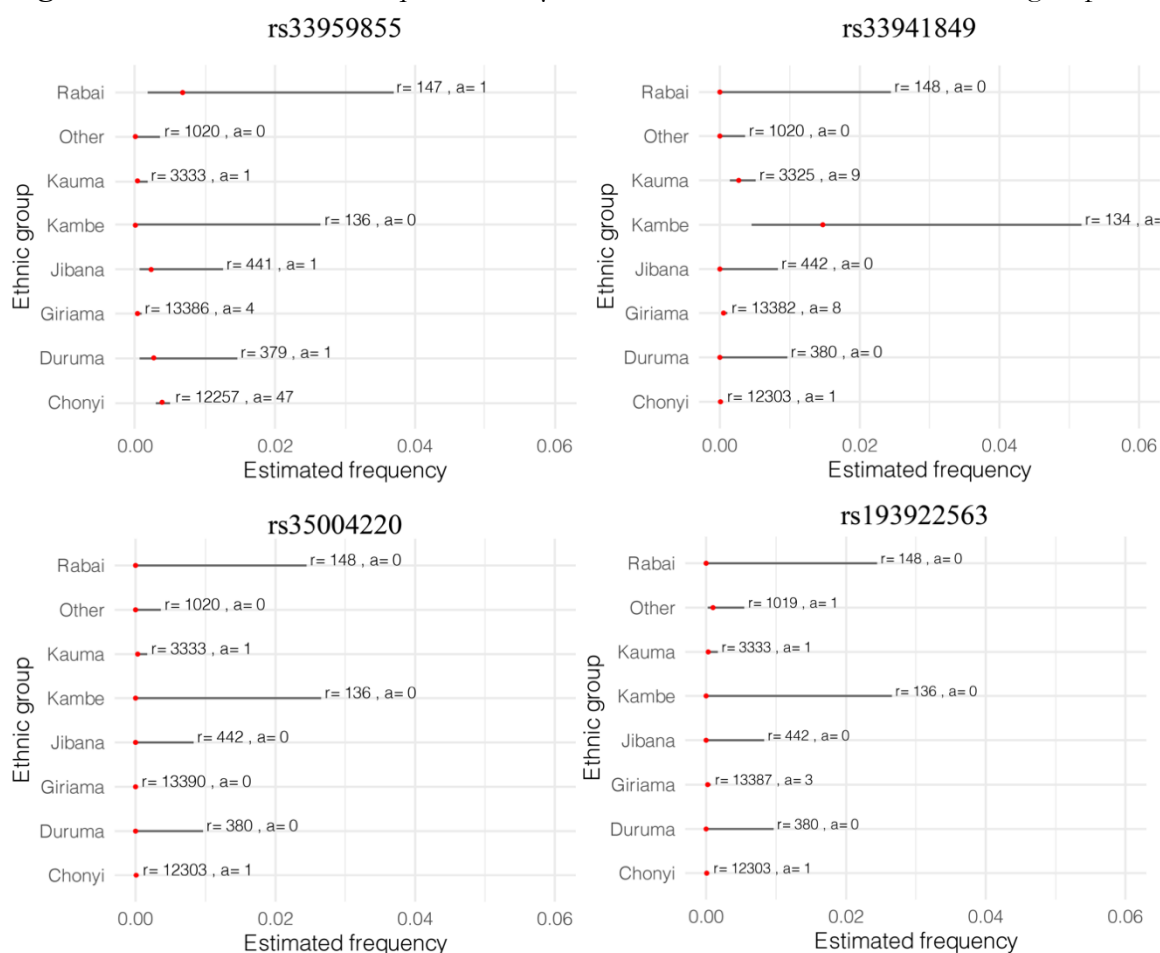 rs33959855
Rabai
r= 147 , a= 1
Other
r= 1020 , a= 0
Kauma
r= 3333 , a= 1
Kambe
r= 136 , a= 0
Jibana
r= 441 , a= 1
Giriama
r= 13386 , a= 4
Duruma
r= 379 , a= 1
Chonyi
r= 12257 , a= 47
Ethnic group
0.00 0.02 0.04 0.06
Estimated frequency
rs33941849
Rabai
r= 148 , a= 0
Other
r= 1020 , a= 0
Kauma
r= 3325 , a= 9
Kambe
r= 134 , a=
Jibana
r= 442 , a= 0
Giriama
r= 13382 , a= 8
Duruma
r= 380 , a= 0
Chonyi
r= 12303 , a= 1
Ethnic group
0.00 0.02 0.04 0.06
Estimated frequency
rs35004220
Rabai
r= 148 , a= 0
Other
r= 1020 , a= 0
Kauma
r= 3333 , a= 1
Kambe
r= 136 , a= 0
Jibana
r= 442 , a= 0
Giriama
r= 13390 , a= 0
Duruma
r= 380 , a= 0
Chonyi
r= 12303 , a= 1
Ethnic group
0.00 0.02 0.04 0.06
Estimated frequency
rs193922563
Rabai
r= 148 , a= 0
Other
r= 1019 , a= 1
Kauma
r= 3333 , a= 1
Kambe
r= 136 , a= 0
Jibana
r= 442 , a= 0
Giriama
r= 13387 , a= 3
Duruma
r= 380 , a= 0
Chonyi
r= 12303 , a= 1
Ethnic group
0.00 0.02 0.04 0.06
Estimated frequency